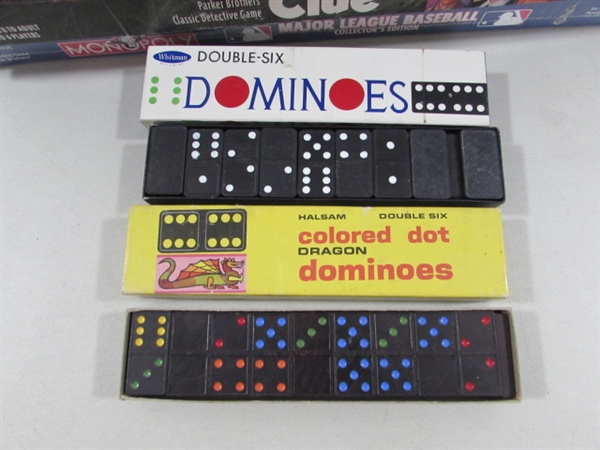 Parker Brothers
Classic Detective Game
Clue
MONOPOLY
MAJOR LEAGUE BASEBALL
COLLECTOR'S EDITION
Whitman
DOUBLE-SIX
DOMINOES
HALSAM DOUBLE SIX
colored dot
DRAGON
dominoes